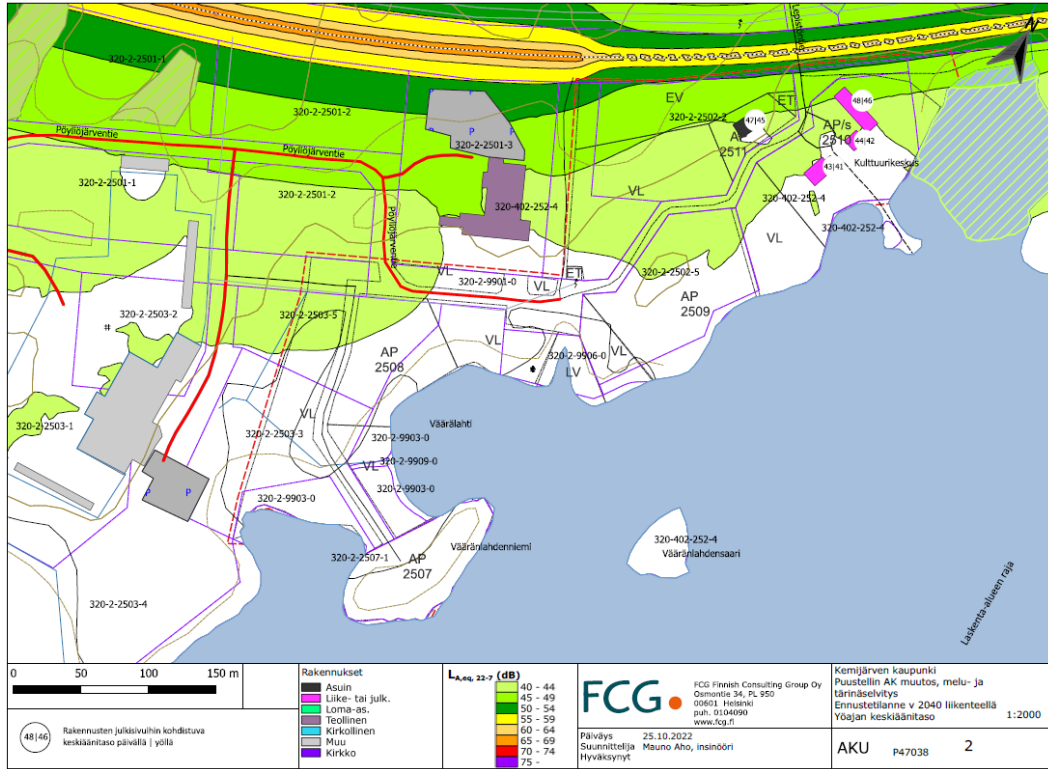 Lepistöntie
N
320-2-2501-1
EV
ET
48|46
320-2-2501-2
320-2-2502-2
47|45
AP/s
2510
P
P P P
Pöyliöjärventie
Pöyliöjärventie
320-2-2501-3
AP
2511
44|42
Kulttuurikeskus
43|41
320-2-2501-1
320-2-2501-2
VL
320-402-252-4
320-402-252-4
P
320-402-252-4
Pöyliöjärventie
VL
VL
320-2-9901-0
VL
ET
320-2-2502-5
AP
2509
320-2-2503-2
320-2-2503-5
VL
AP
2508
320-2-9906-0
VL
LV
VL
320-2-2503-1
320-2-2503-3
Väärälahti
320-2-9903-0
VL
320-2-9909-0
320-2-9903-0
320-2-9903-0
P P
320-2-2507-1
AP
2507
Vääränlahdenniemi
320-402-252-4
Vääränlahdensaari
320-2-2503-4
Laskenta-alueen raja
0 50 100 150 m
48|46
Rakennusten julkisivuihin kohdistuva
keskiäänitaso päivällä | yöllä
Rakennukset
Asuin
Liike- tai julk.
Loma-as.
Teollinen
Kirkollinen
Muu
Kirkko
LA,eq, 22-7 (dB)
40 - 44
45 - 49
50 - 54
55 - 59
60 - 64
65 - 69
70 - 74
75 -
FCG.
FCG Finnish Consulting Group Oy
Osmontie 34, PL 950
00601 Helsinki
puh. 0104090
www.fcg.fi
Päiväys 25.10.2022
Suunnittelija Mauno Aho, insinööri
Hyväksynyt
Kemijärven kaupunki
Puustellin AK muutos, melu- ja
tärinäselvitys
Ennustetilanne v 2040 liikenteellä
Yöajan keskiäänitaso 1:2000
AKU P47038 2